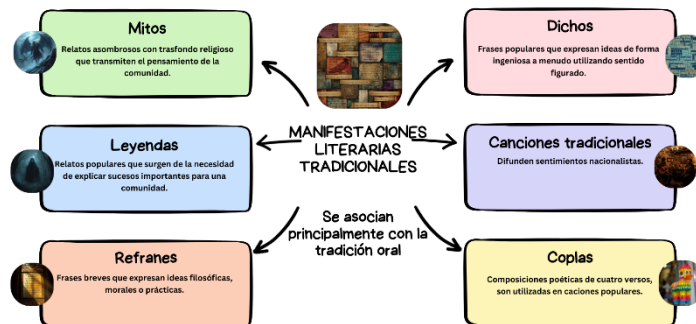 Mitos
Relatos asombrosos con trasfondo religioso
que transmiten el pensamiento de la
comunidad.
Dichos
Frases populares que expresan ideas de forma
ingeniosa a menudo utilizando sentido
figurado.
MANIFESTACIONES
LITERARIAS
TRADICIONALES
Leyendas
Relatos populares que surgen de la necesidad
de explicar sucesos importantes para una
comunidad.
Canciones tradicionales
Difunden sentimientos nacionalistas.
Se asocian
principalmente con la
tradición oral
Refranes
Frases breves que expresan ideas filosóficas,
morales o prácticas.
Coplas
Composiciones poéticas de cuatro versos,
son utilizadas en caciones populares.